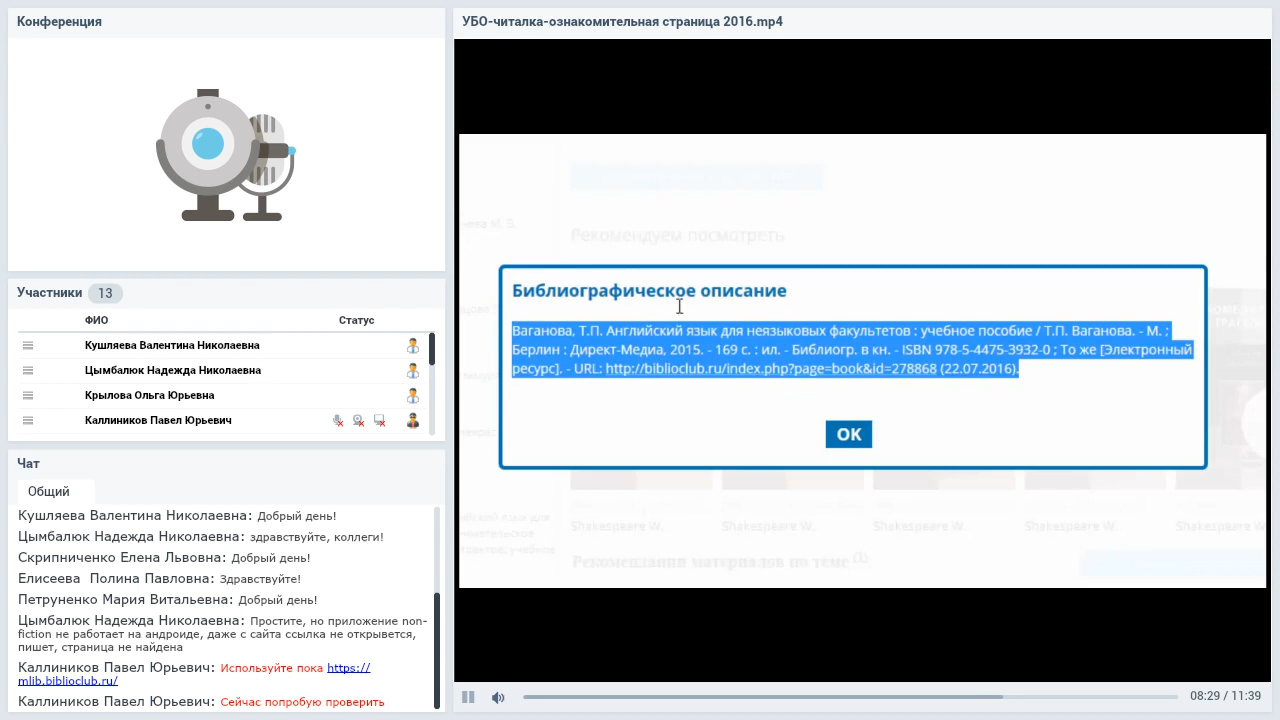 Конференция
УБО-читалка-ознакомительная страница 2016.mp4
Участники 13
ФИО Статус
Кушляева Валентина Николаевна
Цымбалюк Надежда Николаевна
Крылова Ольга Юрьевна
Каллиников Павел Юрьевич
Чат
Общий
Кушляева Валентина Николаевна: Добрый день!
Цымбалюк Надежда Николаевна: здравствуйте, коллеги!
Скрипниченко Елена Львовна: Добрый день!
Елисеева Полина Павловна: Здравствуйте!
Петруненко Мария Витальевна: Добрый день!
Цымбалюк Надежда Николаевна: Простите, но приложение non-
fiction не работает на андроиде, даже с сайта ссылка не открывется,
пишет, страница не найдена
Каллиников Павел Юрьевич: Используйте пока https://
mlib.biblioclub.ru/
Каллиников Павел Юрьевич: Сейчас попробую проверить
Рекомендуем посмотреть
Библиографическое описание
Ваганова, Т.П. Английский язык для неязыковых факультетов : учебное пособие / Т.П. Ваганова. - М. ;
Берлин : Директ-Медиа, 2015. - 169 с. : ил. - Библиогр. в кн. - ISBN 978-5-4475-3932-0 ; То же [Электронный
ресурс]. - URL: http://biblioclub.ru/index.php?page=book&id=278868 (22.07.2016).
OK
Shakespeare W. Shakespeare W. Shakespeare W. Shakespeare W. Shakespeare W
Рекомендации материалов по теме (1)
08:29 / 11:39